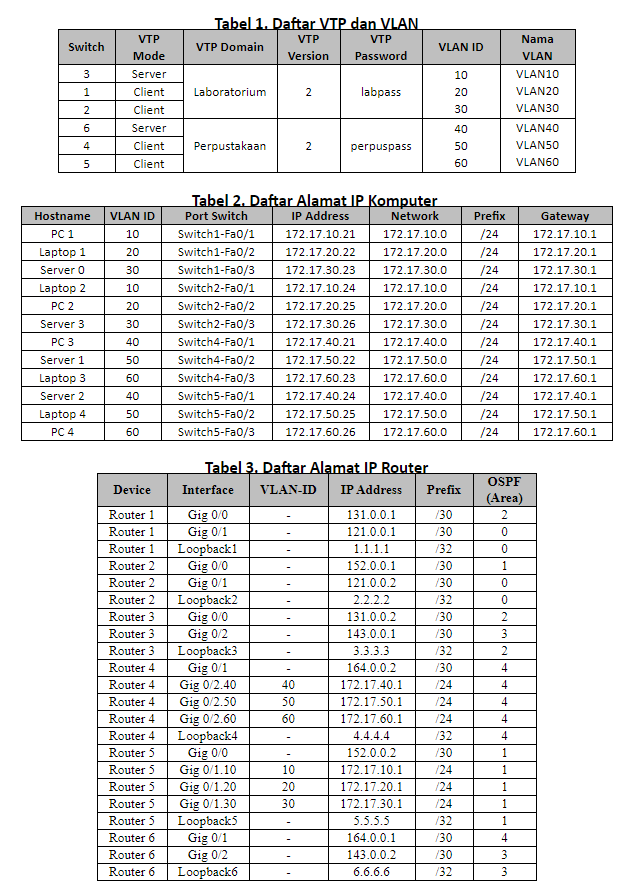 Tabel 1. Daftar VTP dan VLAN
Switch VTP Mode VTP Domain VTP Version VTP Password VLAN ID Nama VLAN
3 Server Laboratorium 2 labpass 10 VLAN10
1 Client 20 VLAN20
2 Client 30 VLAN30
6 Server Perpustakaan 2 perpuspass 40 VLAN40
4 Client 50 VLAN50
5 Client 60 VLAN60
Tabel 2. Daftar Alamat IP Komputer
Hostname VLAN ID Port Switch IP Address Network Prefix Gateway
PC 1 10 Switch1-Fa0/1 172.17.10.21 172.17.10.0 /24 172.17.10.1
Laptop 1 20 Switch1-Fa0/2 172.17.20.22 172.17.20.0 /24 172.17.20.1
Server 0 30 Switch1-Fa0/3 172.17.30.23 172.17.30.0 /24 172.17.30.1
Laptop 2 10 Switch2-Fa0/1 172.17.10.24 172.17.10.0 /24 172.17.10.1
PC 2 20 Switch2-Fa0/2 172.17.20.25 172.17.20.0 /24 172.17.20.1
Server 3 30 Switch2-Fa0/3 172.17.30.26 172.17.30.0 /24 172.17.30.1
PC 3 40 Switch4-Fa0/1 172.17.40.21 172.17.40.0 /24 172.17.40.1
Server 1 50 Switch4-Fa0/2 172.17.50.22 172.17.50.0 /24 172.17.50.1
Laptop 3 60 Switch4-Fa0/3 172.17.60.23 172.17.60.0 /24 172.17.60.1
Server 2 40 Switch5-Fa0/1 172.17.40.24 172.17.40.0 /24 172.17.40.1
Laptop 4 50 Switch5-Fa0/2 172.17.50.25 172.17.50.0 /24 172.17.50.1
PC 4 60 Switch5-Fa0/3 172.17.60.26 172.17.60.0 /24 172.17.60.1
Tabel 3. Daftar Alamat IP Router
Device Interface VLAN-ID IP Address Prefix OSPF (Area)
Router 1 Gig 0/0 - 131.0.0.1 /30 2
Router 1 Gig 0/1 - 121.0.0.1 /30 0
Router 1 Loopback1 - 1.1.1.1 /32 0
Router 2 Gig 0/0 - 152.0.0.1 /30 1
Router 2 Gig 0/1 - 121.0.0.2 /30 0
Router 2 Loopback2 - 2.2.2.2 /32 0
Router 3 Gig 0/0 - 131.0.0.2 /30 2
Router 3 Gig 0/2 - 143.0.0.1 /30 3
Router 3 Loopback3 - 3.3.3.3 /32 2
Router 4 Gig 0/1 - 164.0.0.2 /30 4
Router 4 Gig 0/2.40 40 172.17.40.1 /24 4
Router 4 Gig 0/2.50 50 172.17.50.1 /24 4
Router 4 Gig 0/2.60 60 172.17.60.1 /24 4
Router 4 Loopback4 - 4.4.4.4 /32 4
Router 5 Gig 0/0 - 152.0.0.2 /30 1
Router 5 Gig 0/1.10 10 172.17.10.1 /24 1
Router 5 Gig 0/1.20 20 172.17.20.1 /24 1
Router 5 Gig 0/1.30 30 172.17.30.1 /24 1
Router 5 Loopback5 - 5.5.5.5 /32 1
Router 6 Gig 0/1 - 164.0.0.1 /30 4
Router 6 Gig 0/2 - 143.0.0.2 /30 3
Router 6 Loopback6 - 6.6.6.6 /32 3